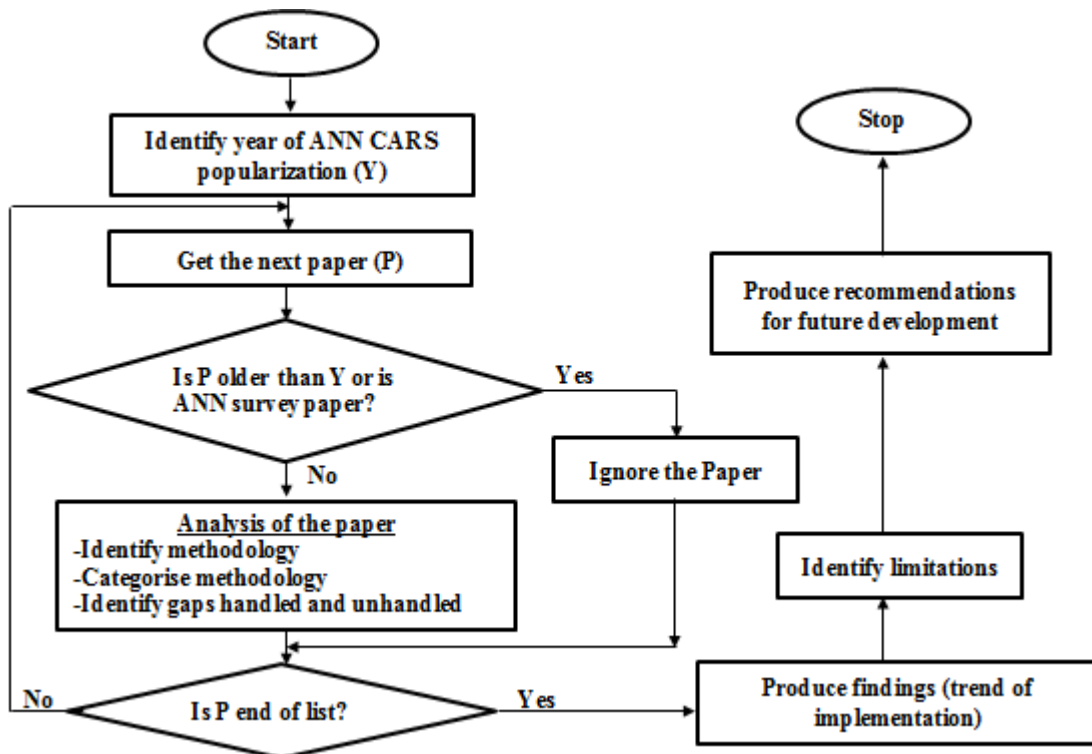 Start
Identify year of ANN CARS
popularization (Y)
Get the next paper (P)
Is P older than Y or is
ANN survey paper?
Yes
Ignore the Paper
No
Analysis of the paper
-Identify methodology
-Categorise methodology
-Identify gaps handled and unhandled
Is P end of list?
No
Yes
Produce findings (trend of
implementation)
Identify limitations
Produce recommendations
for future development
Stop